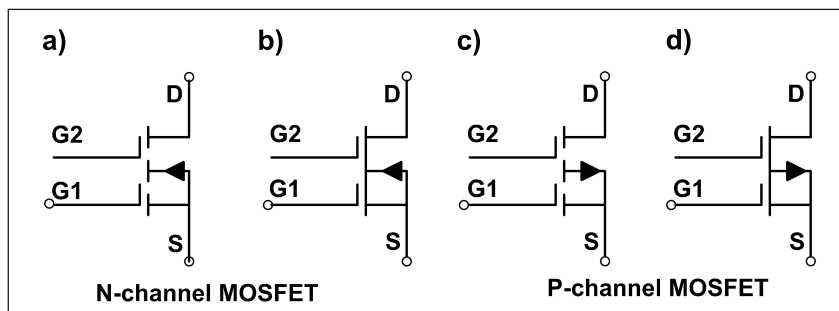 a) b) c) d)
D D D D
G2 G2 G2 G2
G1 G1 G1 G1
S S S S
N-channel MOSFET P-channel MOSFET